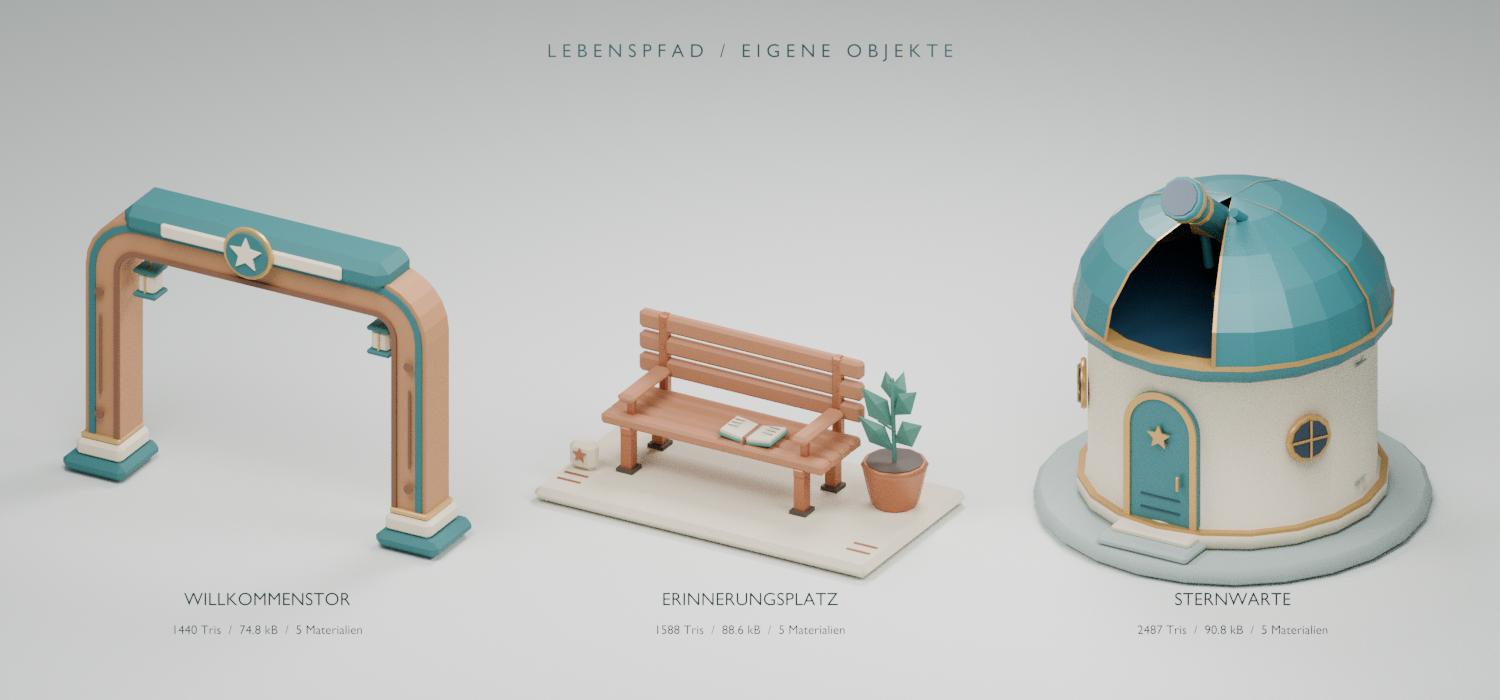 LEBENSPFAD / EIGENE OBJEKTE
WILLKOMMENSTOR
1440 Tris / 74.8 kB / 5 Materialien
ERINNERUNGSPLATZ
1588 Tris / 88.6 kB / 5 Materialien
STERNWARTE
2487 Tris / 90.8 kB / 5 Materialien